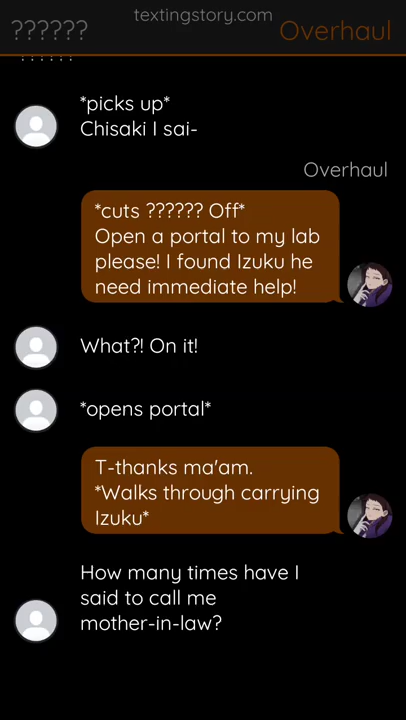 textingstory.com
??????
Overhaul
??????
*picks up*
Chisaki I sai-
Overhaul
*cuts ?????? Off*
Open a portal to my lab
please! I found Izuku he
need immediate help!
What?! On it!
*opens portal*
T-thanks ma'am.
*Walks through carrying
Izuku*
How many times have I
said to call me
mother-in-law?